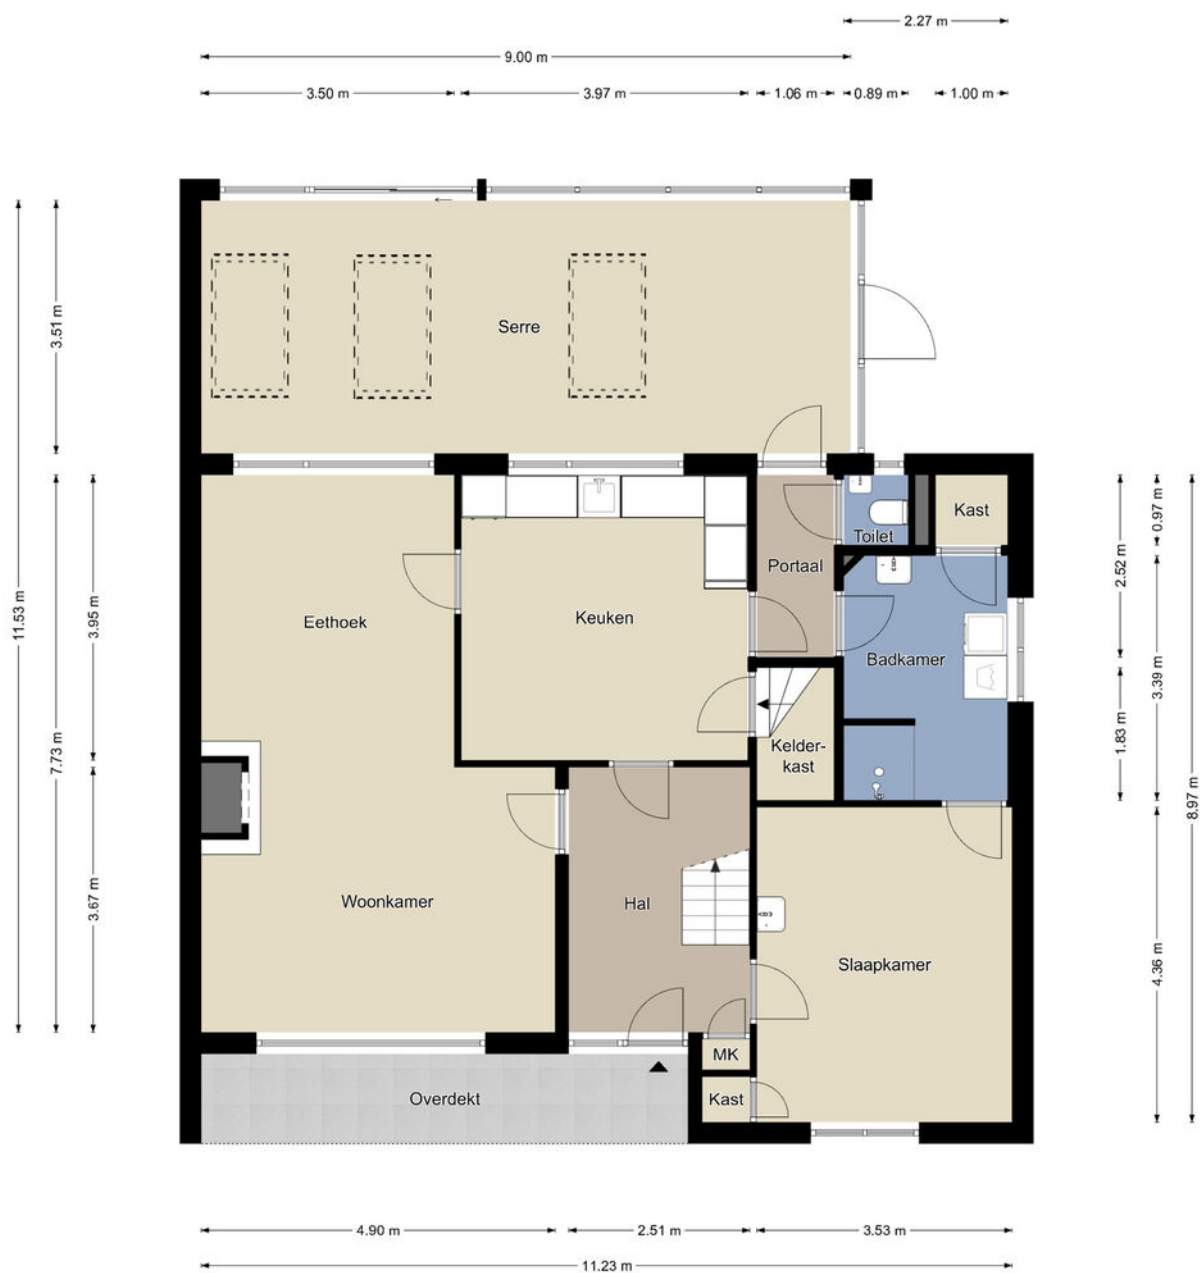 2.27 m
9.00 m
3.50 m
3.97 m
1.06 m
0.89 m
1.00 m
11.53 m
3.51 m
7.73 m
3.95 m
3.67 m
Serre
Eethoek
Keuken
Portaal
Toilet
Kast
Badkamer
Kelder-
kast
Woonkamer
Hal
Slaapkamer
MK
Kast
Overdekt
2.52 m
1.83 m
0.97 m
3.39 m
4.36 m
8.97 m
4.90 m
2.51 m
3.53 m
11.23 m